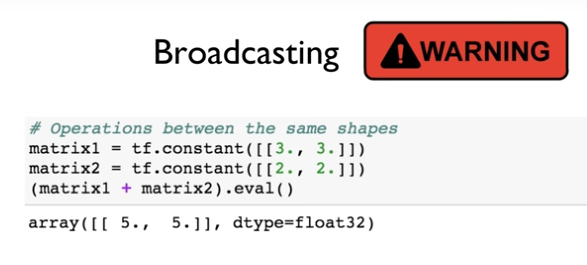 Broadcasting
WARNING
# Operations between the same shapes
matrix1 = tf.constant([[3., 3.]])
matrix2 = tf.constant([[2., 2.]])
(matrix1 + matrix2).eval()
array([[ 5.,  5.]], dtype=float32)